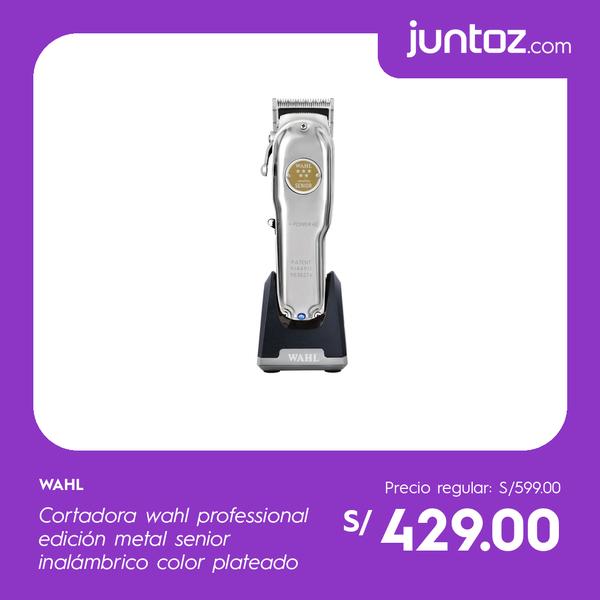 juntoz.com
WAHL
SENIOR
WAHL
WAHL
Precio regular: S/599.00
Cortadora wahl professional
edición metal senior
inalámbrico color plateado
S/ 429.00